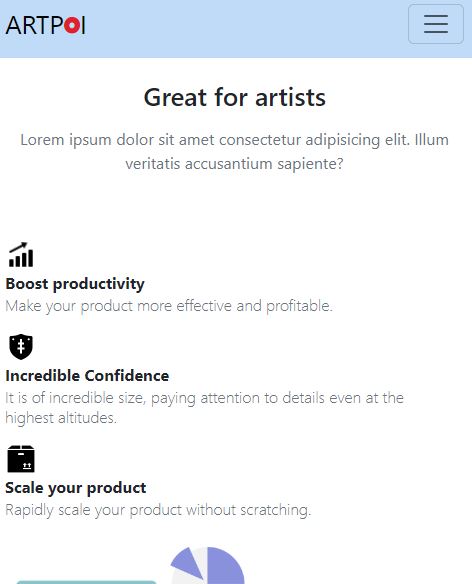 ARTPOI
Great for artists
Lorem ipsum dolor sit amet consectetur adipisicing elit. Illum
veritatis accusantium sapiente?
Boost productivity
Make your product more effective and profitable.
Incredible Confidence
It is of incredible size, paying attention to details even at the
highest altitudes.
Scale your product
Rapidly scale your product without scratching.